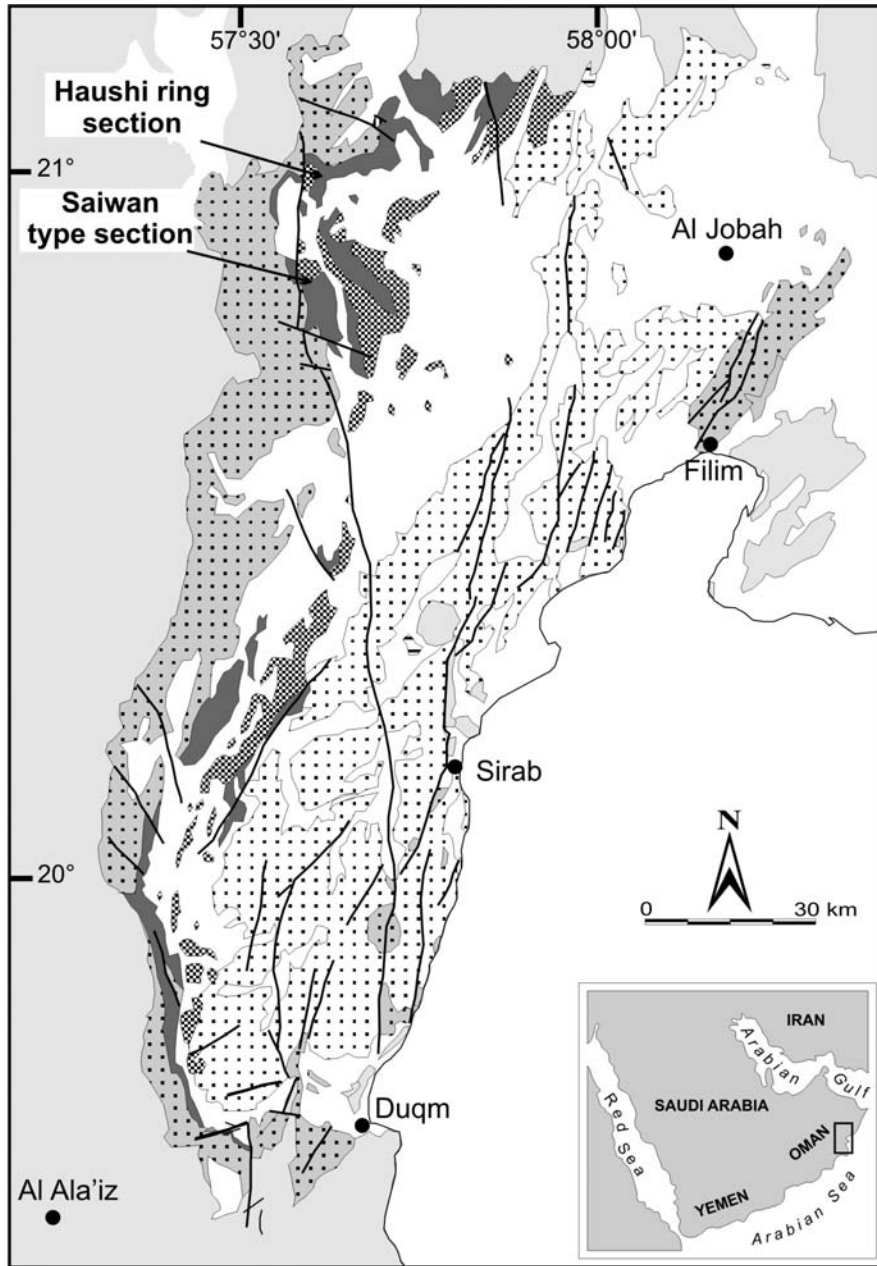 57°30'
58°00'
Haushi ring
section
21°
Saiwan
type section
Al Jobah
Filim
Sirab
20°
N
0 30 km
Duqm
Al Ala'iz
IRAN
Arabian
Gulf
Red Sea
SAUDI ARABIA
OMAN
YEMEN
Arabian Sea